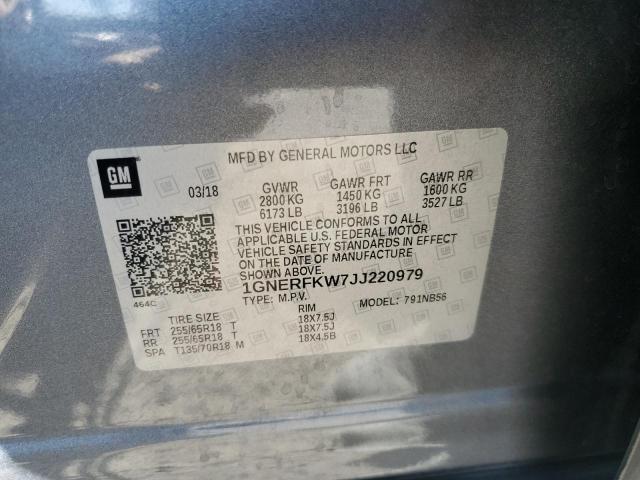 MFD BY GENERAL MOTORS LLC
GM
03/18
GVWR GAWR FRT GAWR RR
2800 KG 1450 KG 1600 KG
6173 LB 3196 LB 3527 LB
THIS VEHICLE CONFORMS TO ALL
APPLICABLE U.S. FEDERAL MOTOR
VEHICLE SAFETY STANDARDS IN EFFECT
ON THE DATE OF MANUFACTURE
SHOWN ABOVE.
1GNERFKW7JJ220979
464C
TYPE: M.P.V. MODEL: 791NB56
TIRE SIZE RIM
FRT 255/65R18 T 18X7.5J
RR 255/65R18 T 18X7.5J
SPA T135/70R18 M 18X4.5B